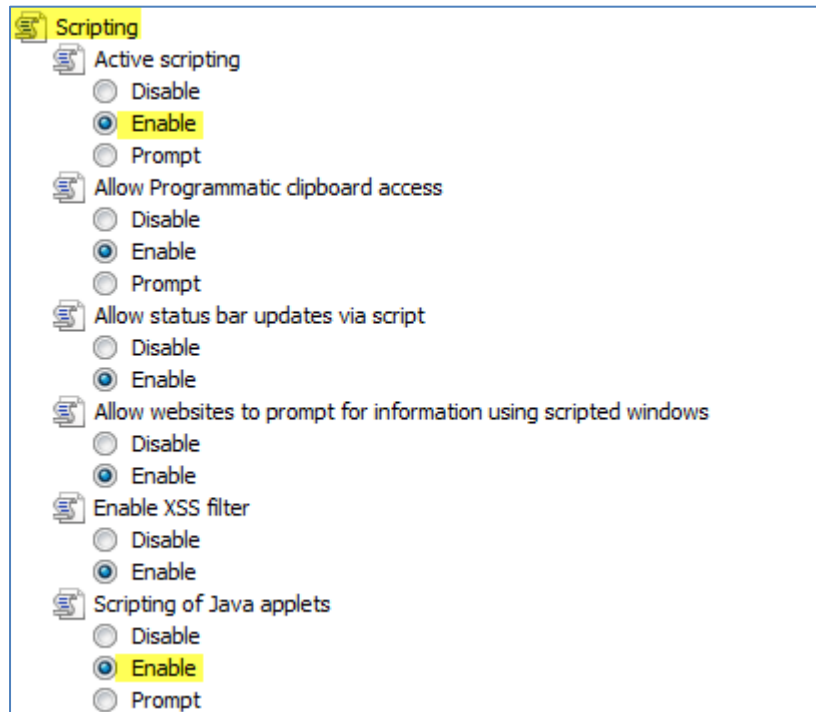 Scripting
Active scripting
Disable
Enable
Prompt
Allow Programmatic clipboard access
Disable
Enable
Prompt
Allow status bar updates via script
Disable
Enable
Allow websites to prompt for information using scripted windows
Disable
Enable
Enable XSS filter
Disable
Enable
Scripting of Java applets
Disable
Enable
Prompt